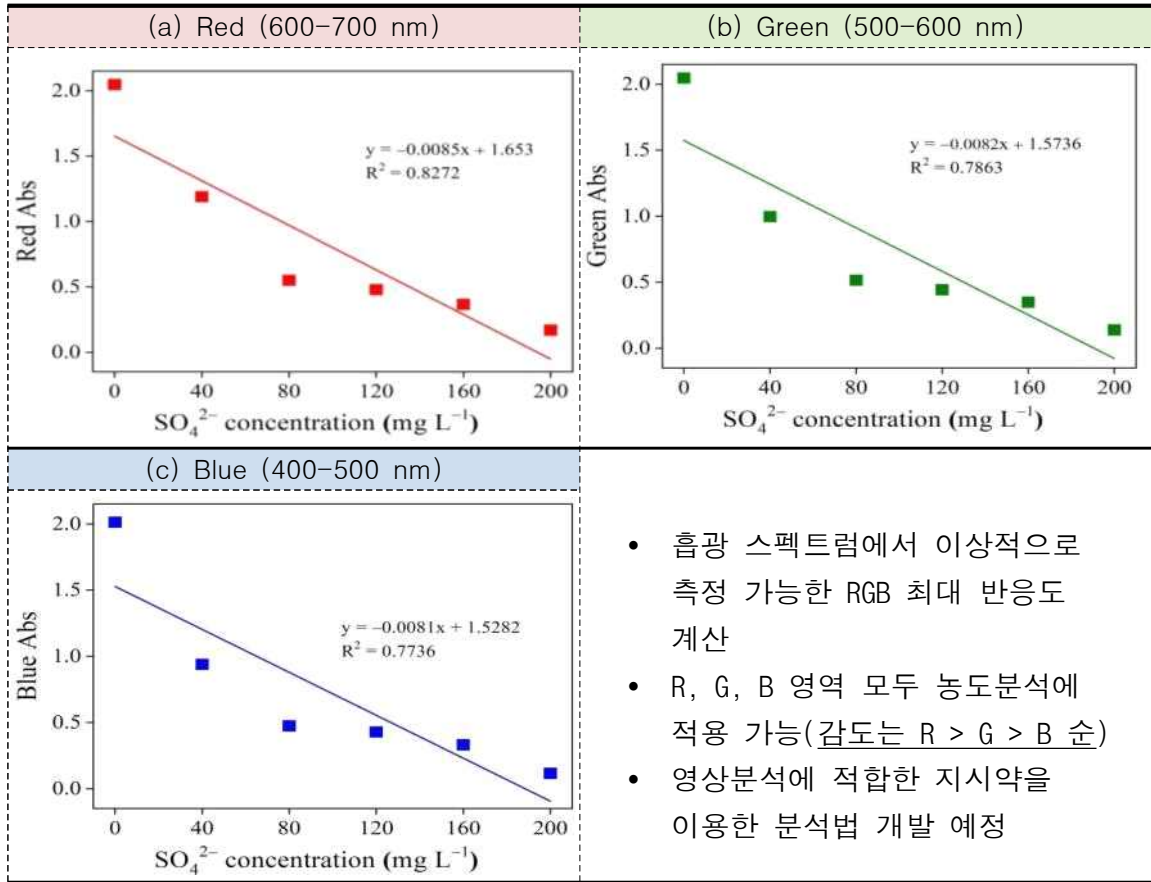 (a) Red (600-700 nm)
2.0
1.5
1.0
0.5
0.0
Red Abs
y = –0.0085x + 1.653
R² = 0.8272
0 40 80 120 160 200
SO₄²⁻ concentration (mg L⁻¹)
(b) Green (500-600 nm)
2.0
1.5
1.0
0.5
0.0
Green Abs
y = –0.0082x + 1.5736
R² = 0.7863
0 40 80 120 160 200
SO₄²⁻ concentration (mg L⁻¹)
(c) Blue (400-500 nm)
2.0
1.5
1.0
0.5
0.0
Blue Abs
y = –0.0081x + 1.5282
R² = 0.7736
0 40 80 120 160 200
SO₄²⁻ concentration (mg L⁻¹)
• 흡광 스펙트럼에서 이상적으로
측정 가능한 RGB 최대 반응도
계산
• R, G, B 영역 모두 농도분석에
적용 가능(감도는 R > G > B 순)
• 영상분석에 적합한 지시약을
이용한 분석법 개발 예정